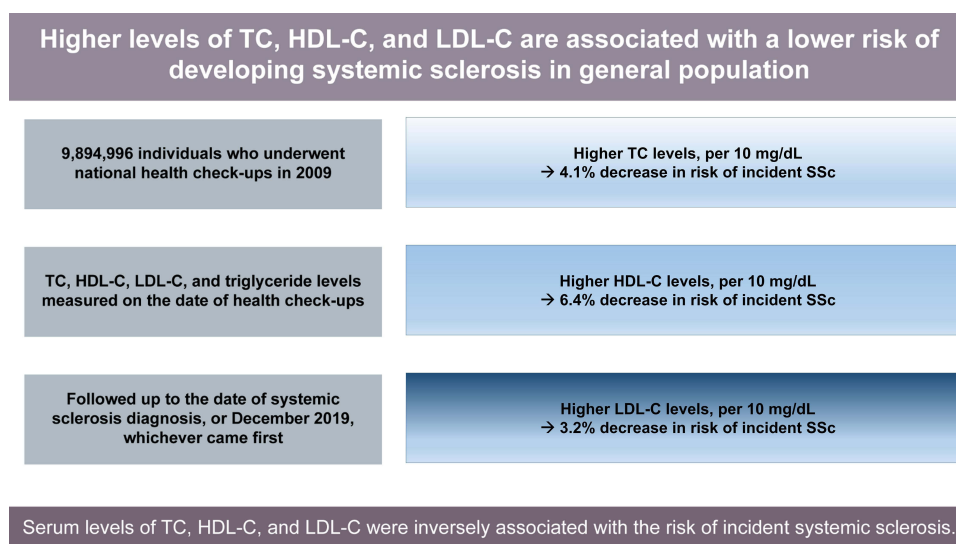 Higher levels of TC, HDL-C, and LDL-C are associated with a lower risk of
developing systemic sclerosis in general population
9,894,996 individuals who underwent
national health check-ups in 2009
Higher TC levels, per 10 mg/dL
→ 4.1% decrease in risk of incident SSc
TC, HDL-C, LDL-C, and triglyceride levels
measured on the date of health check-ups
Higher HDL-C levels, per 10 mg/dL
→ 6.4% decrease in risk of incident SSc
Followed up to the date of systemic
sclerosis diagnosis, or December 2019,
whichever came first
Higher LDL-C levels, per 10 mg/dL
→ 3.2% decrease in risk of incident SSc
Serum levels of TC, HDL-C, and LDL-C were inversely associated with the risk of incident systemic sclerosis.